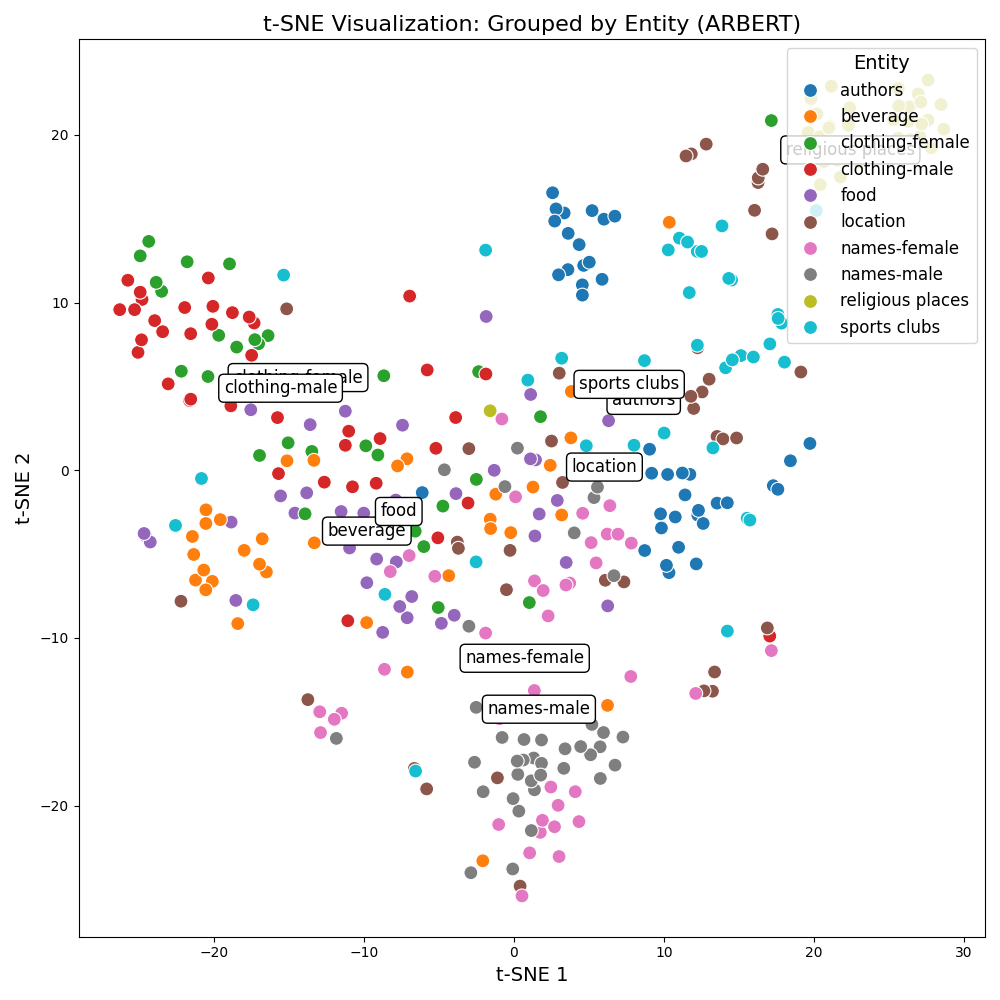 t-SNE Visualization: Grouped by Entity (ARBERT)
Entity
authors
beverage
clothing-female
clothing-male
food
location
names-female
names-male
religious places
sports clubs
religious places
clothing-female
clothing-male
sports clubs
authors
location
food
beverage
names-female
names-male
20
10
0
−10
−20
t-SNE 2
−20
−10
0
10
20
30
t-SNE 1